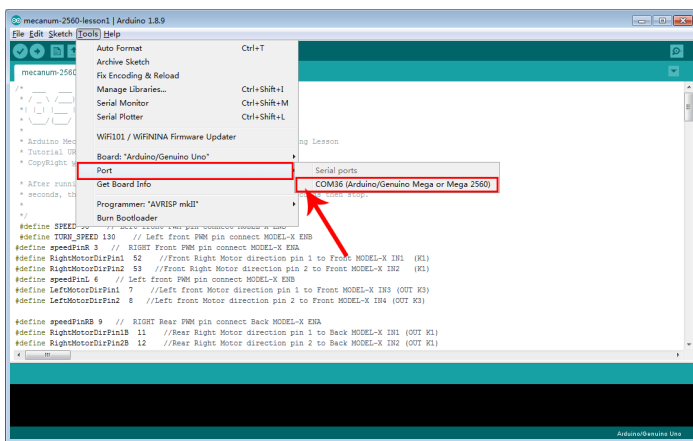 mecanum-2560-lesson1 | Arduino 1.8.9
File Edit Sketch Tools Help
mecanum-256
Auto Format Ctrl+T
Archive Sketch
Fix Encoding & Reload
Manage Libraries... Ctrl+Shift+I
Serial Monitor Ctrl+Shift+M
Serial Plotter Ctrl+Shift+L
WiFi101 / WiFiNINA Firmware Updater
Board: "Arduino/Genuino Uno"
Port
Get Board Info
Programmer: "AVRISP mkII"
Burn Bootloader
Serial ports
COM36 (Arduino/Genuino Mega or Mega 2560)
/*
* Arduino Mec ng Lesson
* Tutorial UR
* CopyRight
* After runni
* seconds, th then stop.
*
*/
#define SPEED
#define TURN_SPEED 130 // Left front PWM pin connect MODEL-X ENB
#define speedPinR 3 // RIGHT Front PWM pin connect MODEL-X ENA
#define RightMotorDirPin1 52 //Front Right Motor direction pin 1 to Front MODEL-X IN1 (K1)
#define RightMotorDirPin2 53 //Front Right Motor direction pin 2 to Front MODEL-X IN2 (K1)
#define speedPinL 6 // Left front PWM pin connect MODEL-X ENB
#define LeftMotorDirPin1 7 //Left front Motor direction pin 1 to Front MODEL-X IN3 (OUT K3)
#define LeftMotorDirPin2 8 //Left front Motor direction pin 2 to Front MODEL-X IN4 (OUT K3)
#define speedPinRB 9 // RIGHT Rear PWM pin connect Back MODEL-X ENA
#define RightMotorDirPin1B 11 //Rear Right Motor direction pin 1 to Back MODEL-X IN1 (OUT K1)
#define RightMotorDirPin2B 12 //Rear Right Motor direction pin 2 to Back MODEL-X IN2 (OUT K1)
Arduino/Genuino Uno